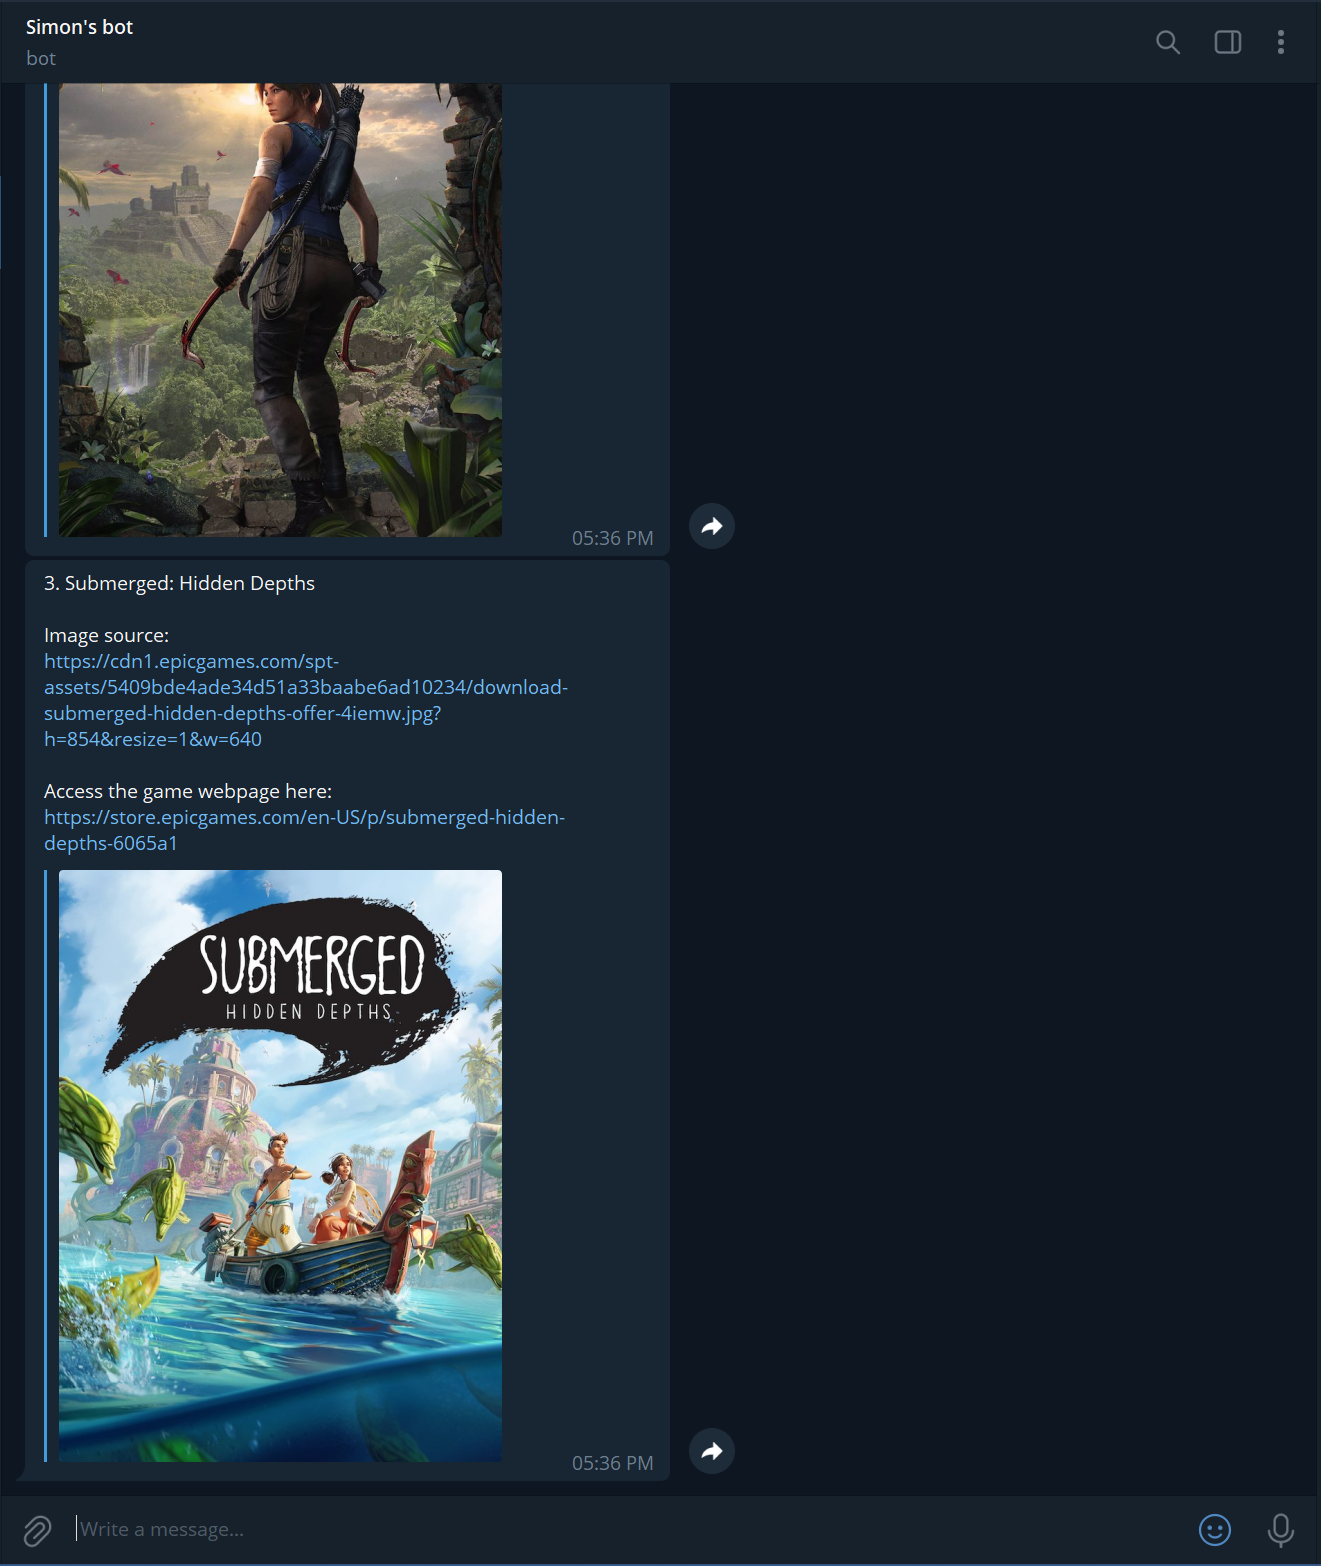 Simon's bot
bot
05:36 PM
3. Submerged: Hidden Depths
Image source:
https://cdn1.epicgames.com/spt-
assets/5409bde4ade34d51a33baabe6ad10234/download-
submerged-hidden-depths-offer-4iemw.jpg?
h=854&resize=1&w=640
Access the game webpage here:
https://store.epicgames.com/en-US/p/submerged-hidden-
depths-6065a1
SUBMERGED
HIDDEN DEPTHS
05:36 PM
Write a message...